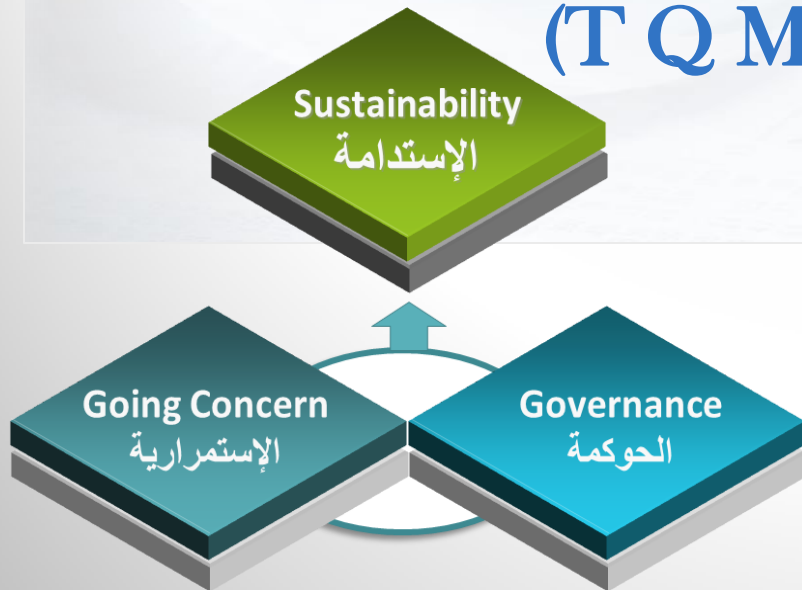 (T Q M
Sustainability
الإستدامة
Going Concern
الإستمرارية
Governance
الحوكمة